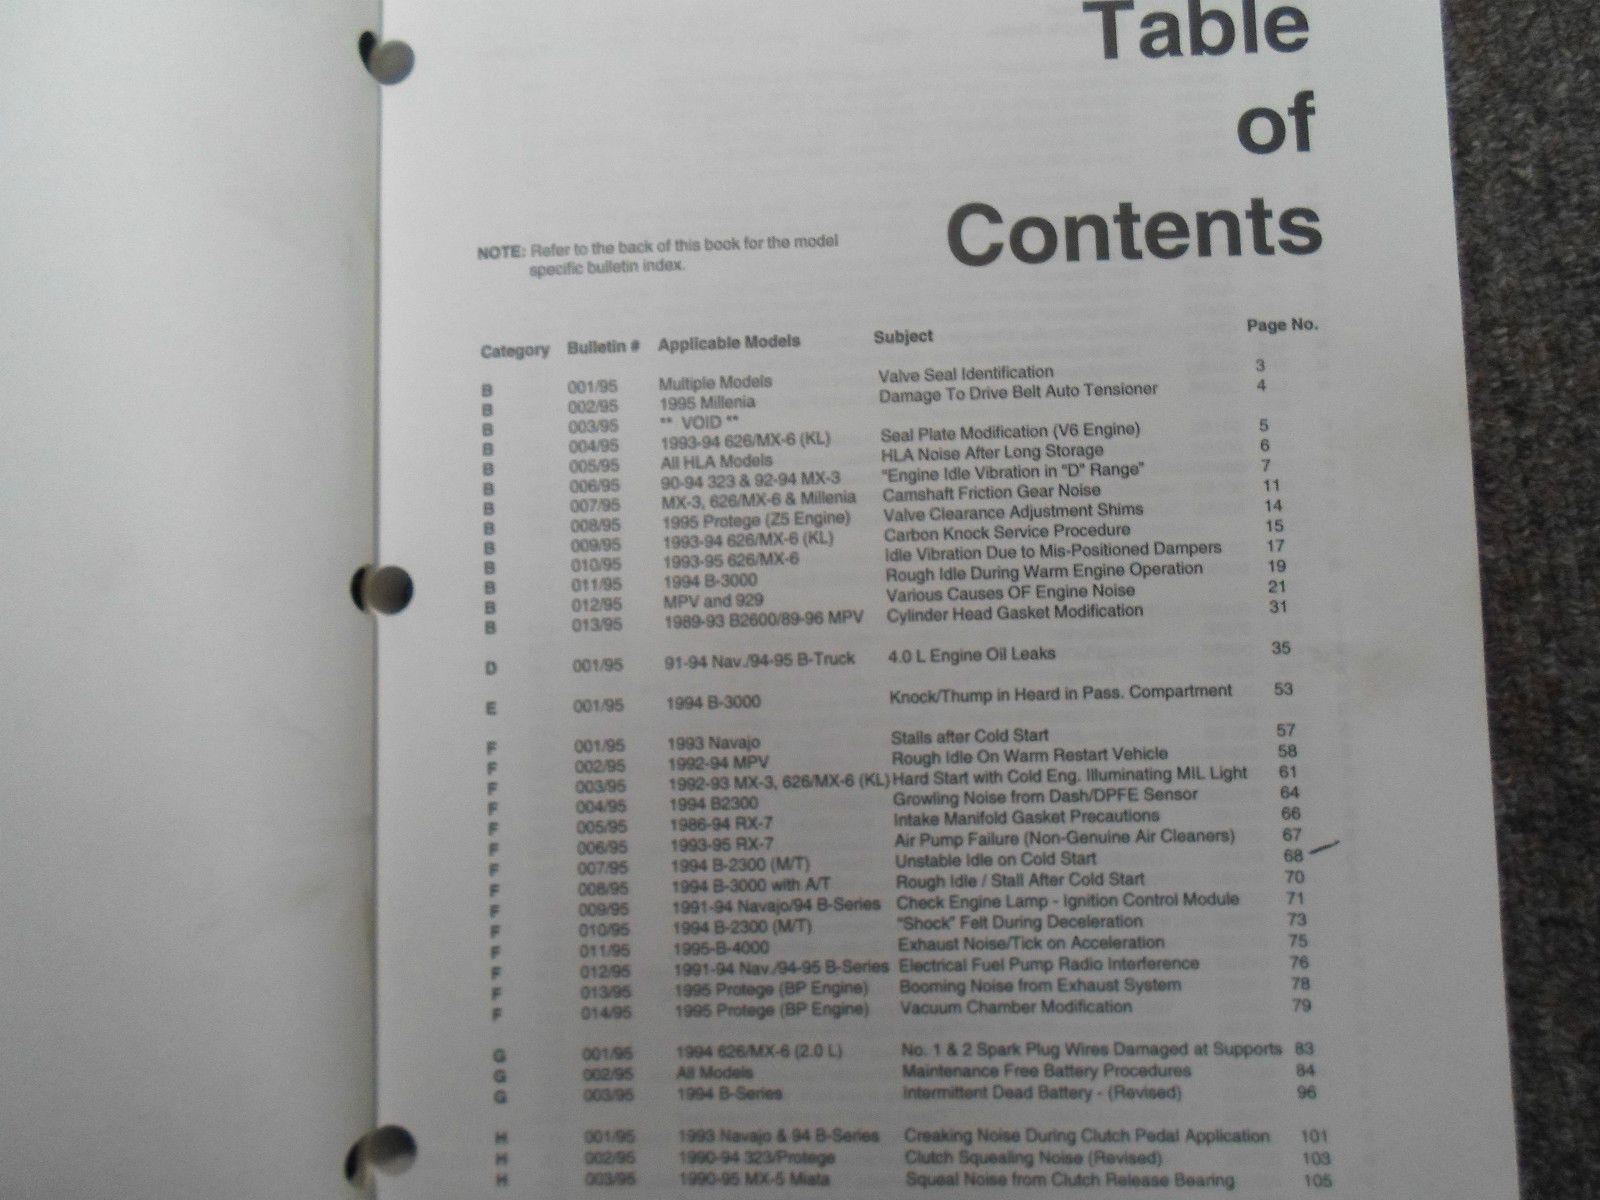 Table
of
Contents
NOTE: Refer to the back of this book for the model
specific bulletin index.
Category Bulletin # Applicable Models Subject Page No.
B 001/95 Multiple Models Valve Seal Identification 3
B 002/95 1995 Millenia Damage To Drive Belt Auto Tensioner 4
B 003/95 ** VOID **
B 004/95 1993-94 626/MX-6 (KL) Seal Plate Modification (V6 Engine) 5
B 005/95 All HLA Models HLA Noise After Long Storage 6
B 006/95 90-94 323 & 92-94 MX-3 "Engine Idle Vibration in "D" Range" 7
B 007/95 MX-3, 626/MX-6 & Millenia Camshaft Friction Gear Noise 11
B 008/95 1995 Protege (Z5 Engine) Valve Clearance Adjustment Shims 14
B 009/95 1993-94 626/MX-6 (KL) Carbon Knock Service Procedure 15
B 010/95 1993-95 626/MX-6 Idle Vibration Due to Mis-Positioned Dampers 17
B 011/95 1994 B-3000 Rough Idle During Warm Engine Operation 19
B 012/95 MPV and 929 Various Causes OF Engine Noise 21
B 013/95 1989-93 B2600/89-96 MPV Cylinder Head Gasket Modification 31
D 001/95 91-94 Nav./94-95 B-Truck 4.0 L Engine Oil Leaks 35
E 001/95 1994 B-3000 Knock/Thump in Heard in Pass. Compartment 53
F 001/95 1993 Navajo Stalls after Cold Start 57
F 002/95 1992-94 MPV Rough Idle On Warm Restart Vehicle 58
F 003/95 1992-93 MX-3, 626/MX-6 (KL) Hard Start with Cold Eng. Illuminating MIL Light 61
F 004/95 1994 B2300 Growling Noise from Dash/DPFE Sensor 64
F 005/95 1986-94 RX-7 Intake Manifold Gasket Precautions 66
F 006/95 1993-95 RX-7 Air Pump Failure (Non-Genuine Air Cleaners) 67
F 007/95 1994 B-2300 (M/T) Unstable Idle on Cold Start 68
F 008/95 1994 B-3000 with A/T Rough Idle / Stall After Cold Start 70
F 009/95 1991-94 Navajo/94 B-Series Check Engine Lamp - Ignition Control Module 71
F 010/95 1994 B-2300 (M/T) "Shock" Felt During Deceleration 73
F 011/95 1995-B-4000 Exhaust Noise/Tick on Acceleration 75
F 012/95 1991-94 Nav./94-95 B-Series Electrical Fuel Pump Radio Interference 76
F 013/95 1995 Protege (BP Engine) Booming Noise from Exhaust System 78
F 014/95 1995 Protege (BP Engine) Vacuum Chamber Modification 79
G 001/95 1994 626/MX-6 (2.0 L) No. 1 & 2 Spark Plug Wires Damaged at Supports 83
G 002/95 All Models Maintenance Free Battery Procedures 84
G 003/95 1994 B-Series Intermittent Dead Battery - (Revised) 96
H 001/95 1993 Navajo & 94 B-Series Creaking Noise During Clutch Pedal Application 101
H 002/95 1990-94 323/Protege Clutch Squealing Noise (Revised) 103
H 003/95 1990-95 MX-5 Miata Squeal Noise from Clutch Release Bearing 105